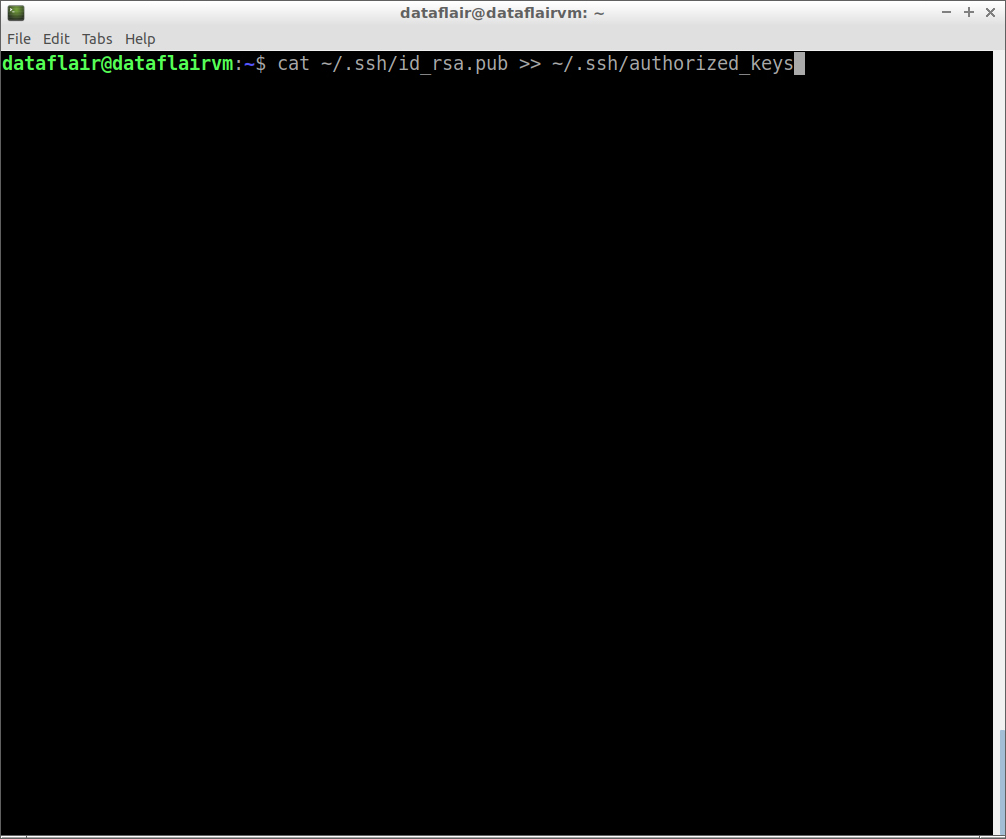 dataflair@dataflairvm: ~
File Edit Tabs Help
dataflair@dataflairvm:~$ cat ~/.ssh/id_rsa.pub >> ~/.ssh/authorized_keys